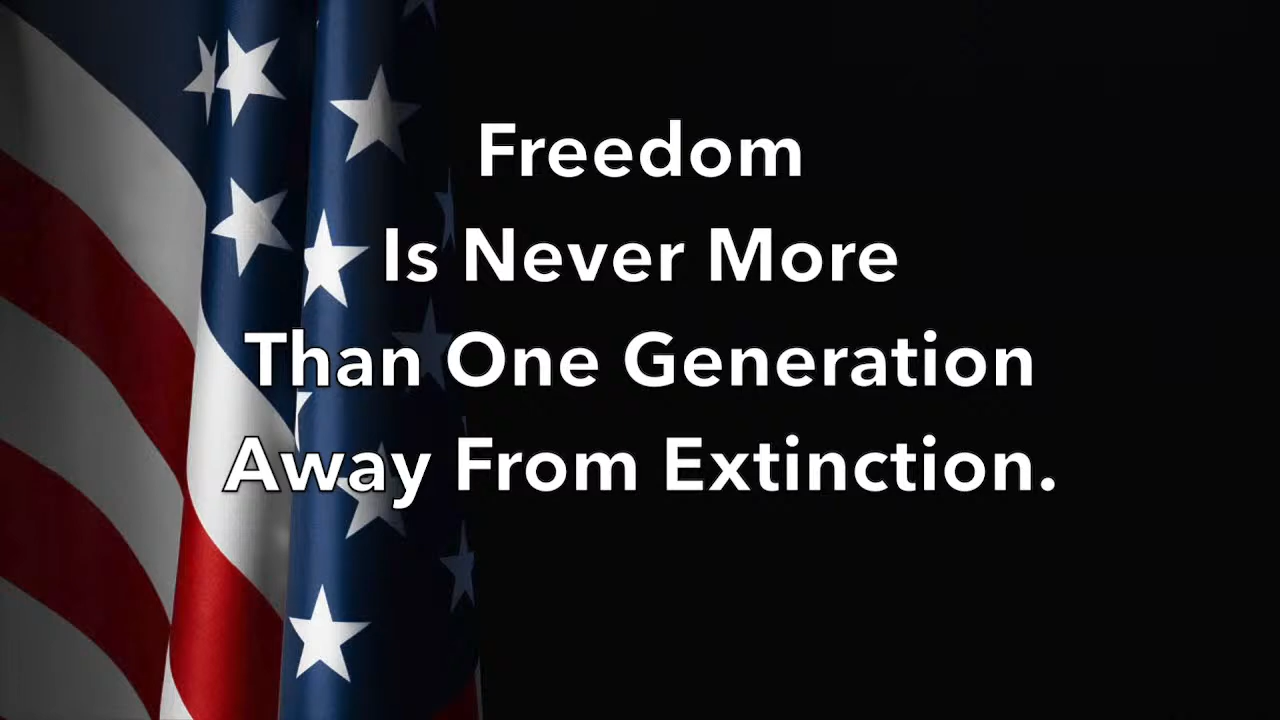 Freedom
Is Never More
Than One Generation
Away From Extinction.